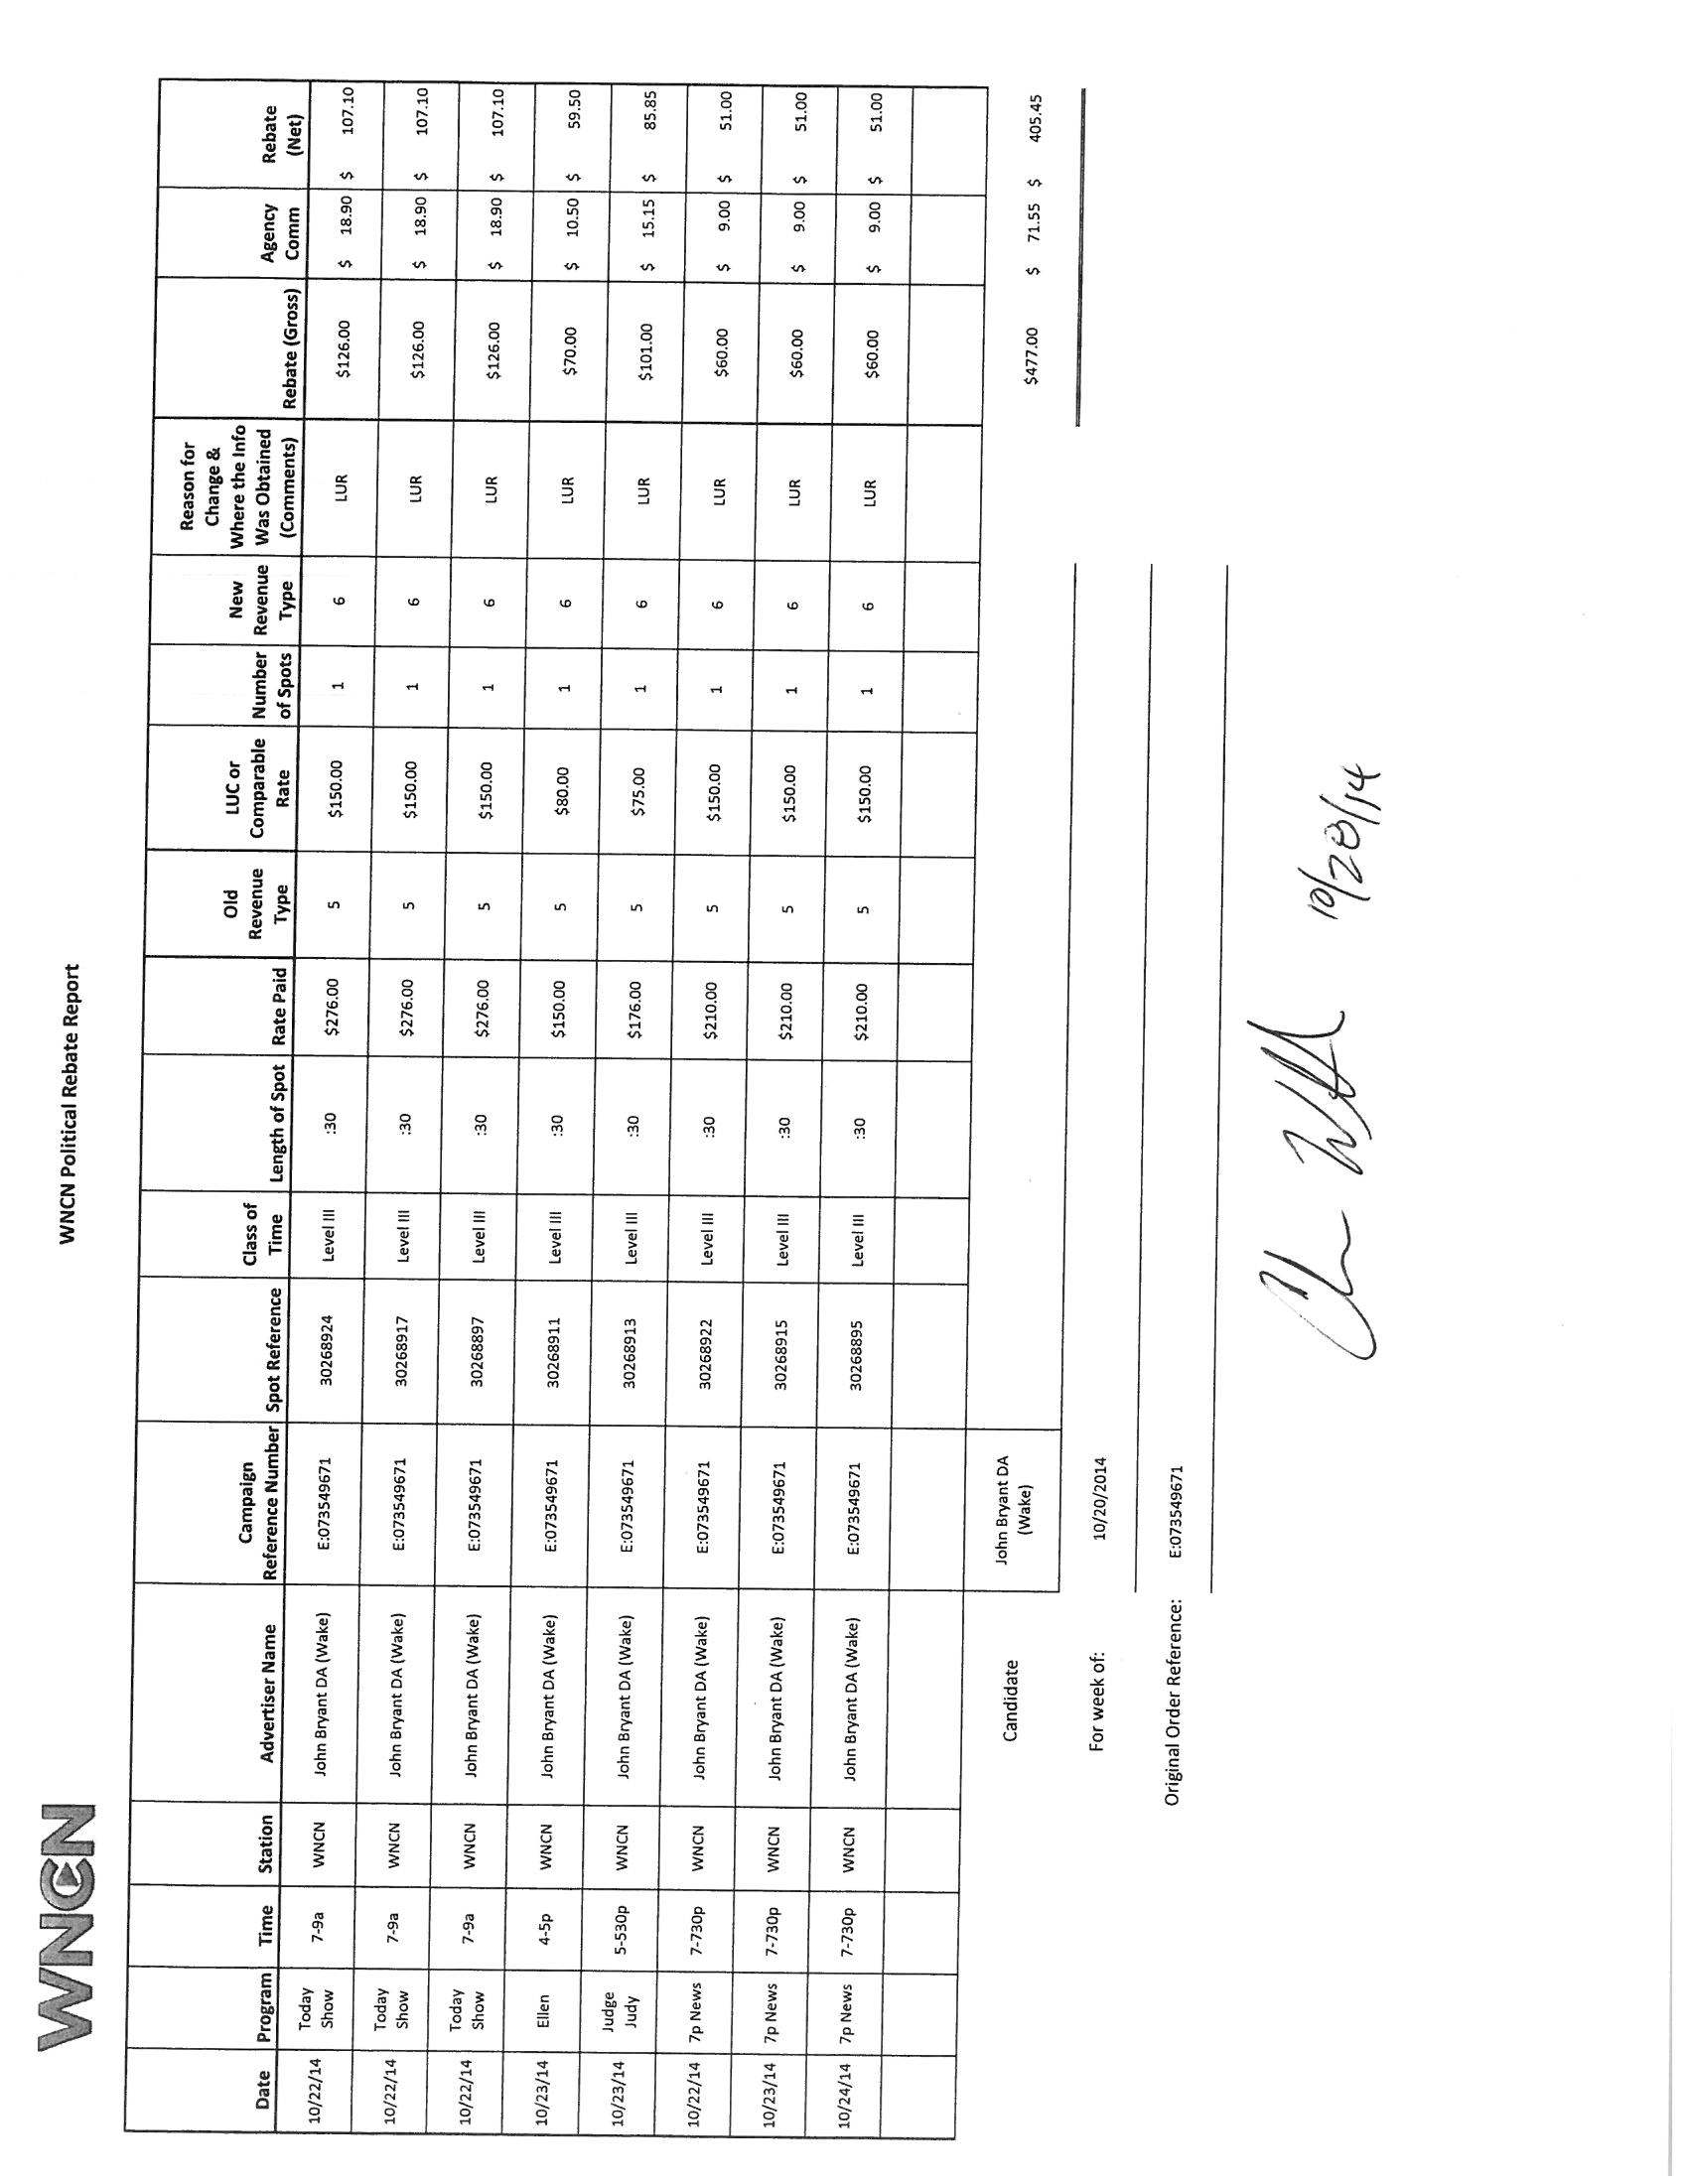 WNCN
WNCN Political Rebate Report
Date Program Time Station Advertiser Name Campaign Reference Number Spot Reference Class of Time Length of Spot Rate Paid Old Revenue Type LUC or Comparable Rate Number of Spots New Revenue Type Reason for Change & Where the Info Was Obtained (Comments) Rebate (Gross) Agency Comm Rebate (Net)
10/22/14 Today Show 7-9a WNCN John Bryant DA (Wake) E:073549671 30268924 Level III :30 $276.00 5 $150.00 1 6 LUR $126.00 $ 18.90 $ 107.10
10/22/14 Today Show 7-9a WNCN John Bryant DA (Wake) E:073549671 30268917 Level III :30 $276.00 5 $150.00 1 6 LUR $126.00 $ 18.90 $ 107.10
10/22/14 Today Show 7-9a WNCN John Bryant DA (Wake) E:073549671 30268897 Level III :30 $276.00 5 $150.00 1 6 LUR $126.00 $ 18.90 $ 107.10
10/23/14 Ellen 4-5p WNCN John Bryant DA (Wake) E:073549671 30268911 Level III :30 $150.00 5 $80.00 1 6 LUR $70.00 $ 10.50 $ 59.50
10/23/14 Judge Judy 5-530p WNCN John Bryant DA (Wake) E:073549671 30268913 Level III :30 $176.00 5 $75.00 1 6 LUR $101.00 $ 15.15 $ 85.85
10/22/14 7p News 7-730p WNCN John Bryant DA (Wake) E:073549671 30268922 Level III :30 $210.00 5 $150.00 1 6 LUR $60.00 $ 9.00 $ 51.00
10/23/14 7p News 7-730p WNCN John Bryant DA (Wake) E:073549671 30268915 Level III :30 $210.00 5 $150.00 1 6 LUR $60.00 $ 9.00 $ 51.00
10/24/14 7p News 7-730p WNCN John Bryant DA (Wake) E:073549671 30268895 Level III :30 $210.00 5 $150.00 1 6 LUR $60.00 $ 9.00 $ 51.00
Candidate John Bryant DA (Wake) $477.00 $ 71.55 $ 405.45
For week of: 10/20/2014
Original Order Reference: E:073549671
10/28/14